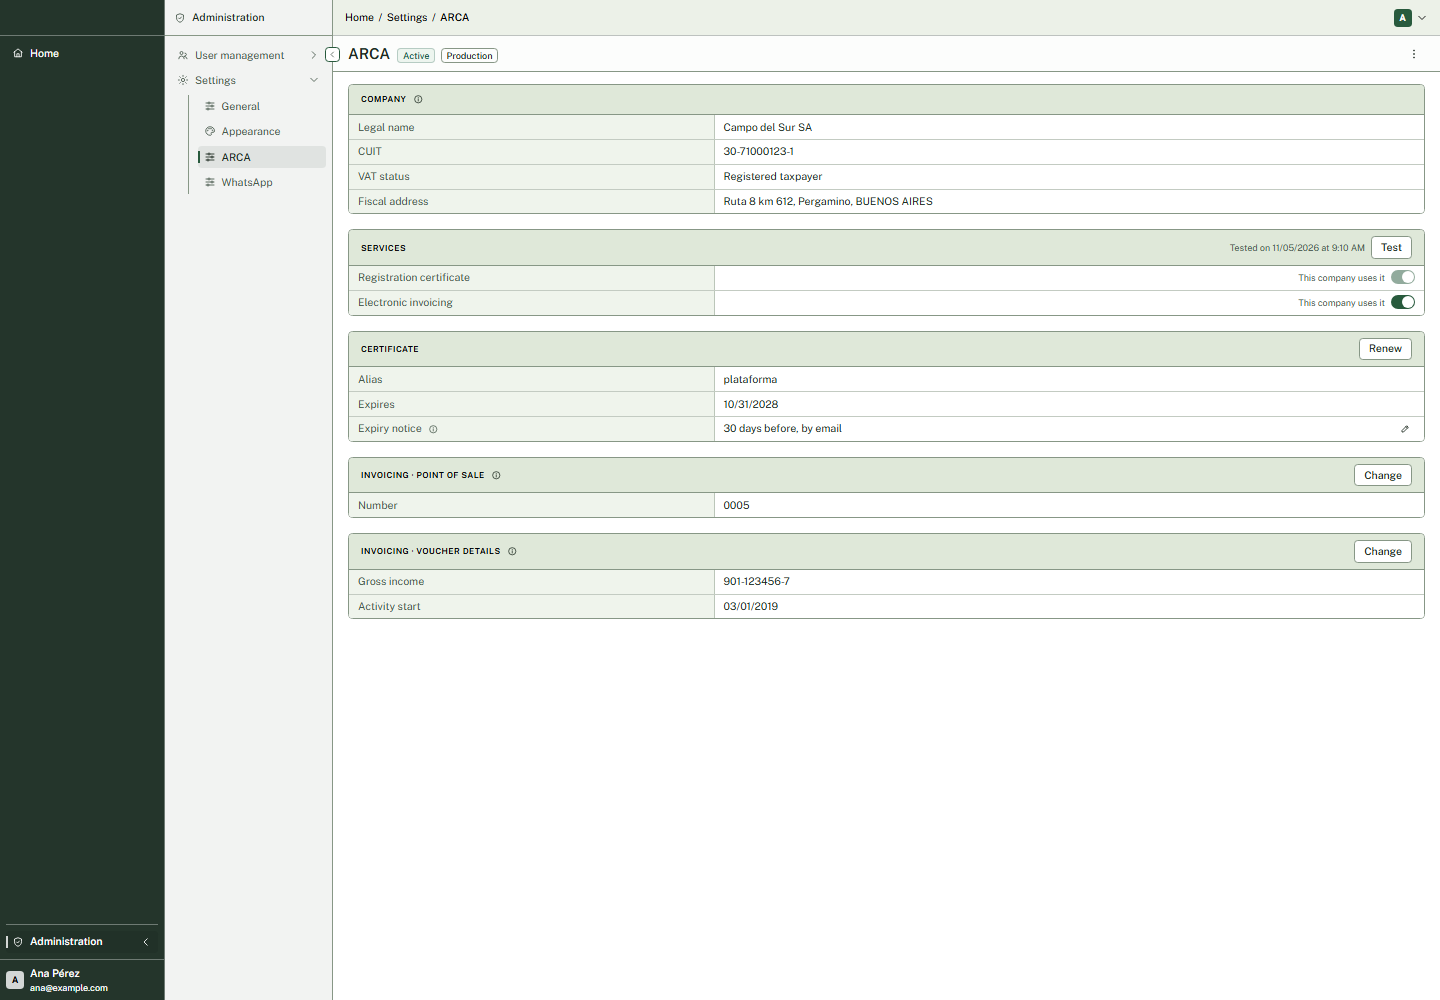 Administration
Home / Settings / ARCA
A
Home
User management
ARCA
Active
Production
Settings
General
Appearance
ARCA
WhatsApp
COMPANY
Legal name
Campo del Sur SA
CUIT
30-71000123-1
VAT status
Registered taxpayer
Fiscal address
Ruta 8 km 612, Pergamino, BUENOS AIRES
SERVICES
Tested on 11/05/2026 at 9:10 AM
Test
Registration certificate
This company uses it
Electronic invoicing
This company uses it
CERTIFICATE
Renew
Alias
plataforma
Expires
10/31/2028
Expiry notice
30 days before, by email
INVOICING · POINT OF SALE
Change
Number
0005
INVOICING · VOUCHER DETAILS
Change
Gross income
901-123456-7
Activity start
03/01/2019
Administration
A
Ana Pérez
ana@example.com